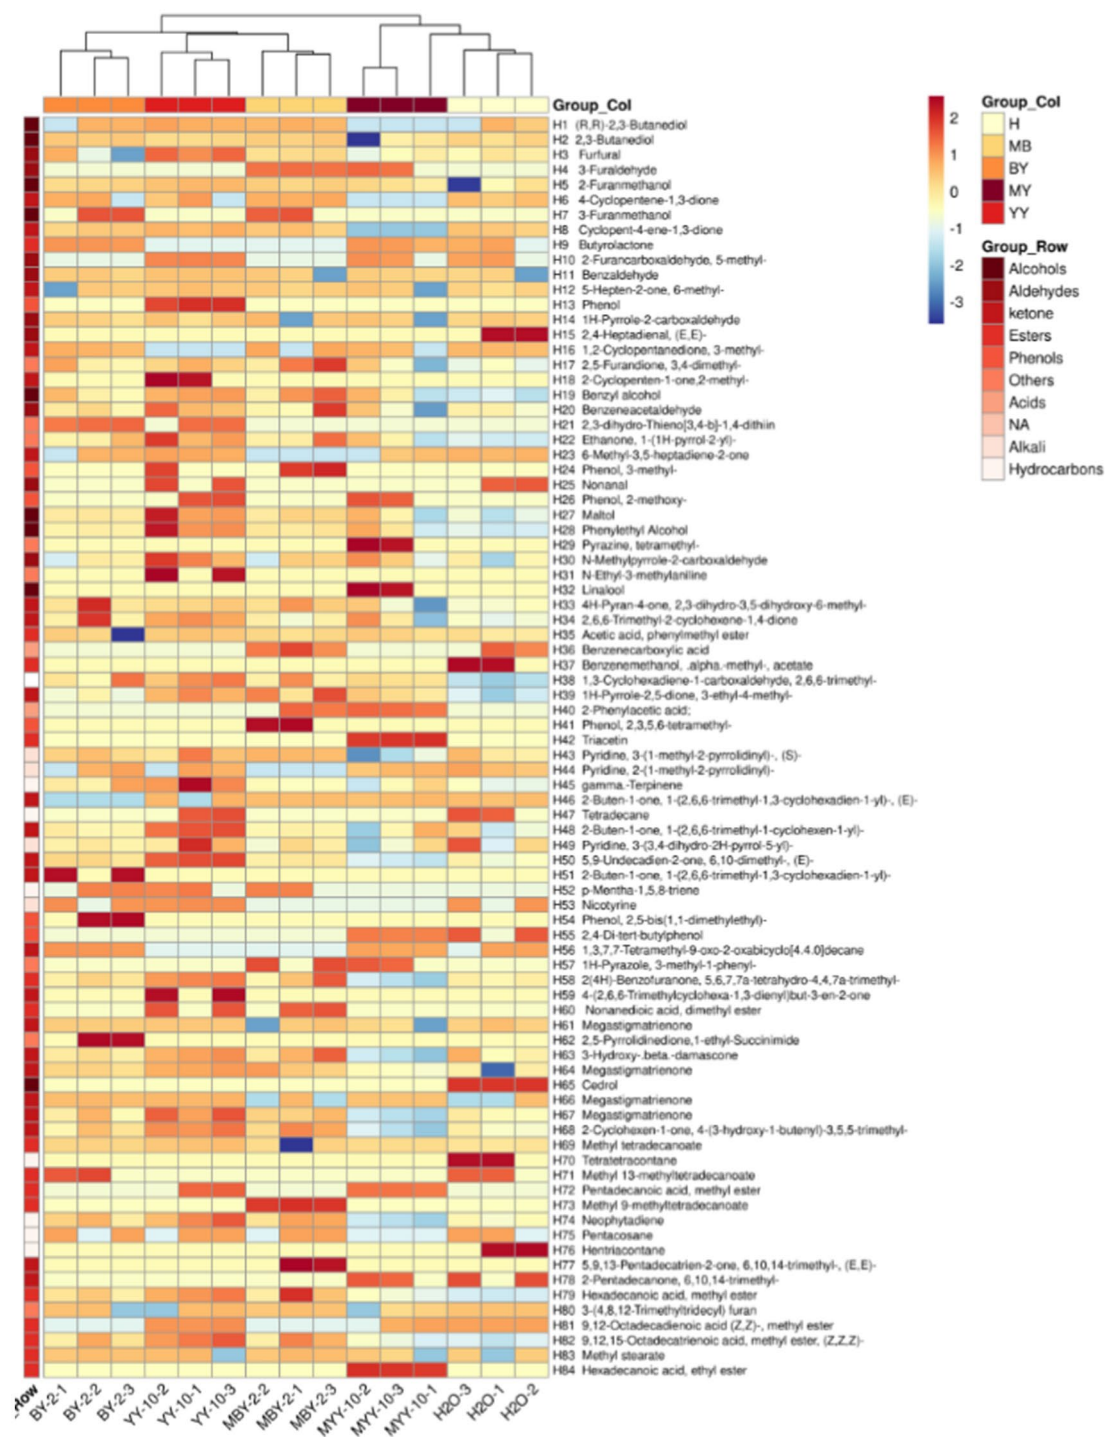 Group_Col
H1 (R,R)-2,3-Butanediol
H2 2,3-Butanediol
H3 Furfural
H4 3-Furaldehyde
H5 2-Furanmethanol
H6 4-Cyclopentene-1,3-dione
H7 3-Furanmethanol
H8 Cyclopent-4-ene-1,3-dione
H9 Butyrolactone
H10 2-Furancarboxaldehyde, 5-methyl-
H11 Benzaldehyde
H12 5-Hepten-2-one, 6-methyl-
H13 Phenol
H14 1H-Pyrrole-2-carboxaldehyde
H15 2,4-Heptadienal, (E,E)-
H16 1,2-Cyclopentanedione, 3-methyl-
H17 2,5-Furandione, 3,4-dimethyl-
H18 2-Cyclopenten-1-one,2-methyl-
H19 Benzyl alcohol
H20 Benzeneacetaldehyde
H21 2,3-dihydro-Thieno[3,4-b]-1,4-dithiin
H22 Ethanone, 1-(1H-pyrrol-2-yl)-
H23 6-Methyl-3,5-heptadiene-2-one
H24 Phenol, 3-methyl-
H25 Nonanal
H26 Phenol, 2-methoxy-
H27 Maltol
H28 Phenylethyl Alcohol
H29 Pyrazine, tetramethyl-
H30 N-Methylpyrrole-2-carboxaldehyde
H31 N-Ethyl-3-methylaniline
H32 Linalool
H33 4H-Pyran-4-one, 2,3-dihydro-3,5-dihydroxy-6-methyl-
H34 2,6,6-Trimethyl-2-cyclohexene-1,4-dione
H35 Acetic acid, phenylmethyl ester
H36 Benzenecarboxylic acid
H37 Benzenemethanol, .alpha.-methyl-, acetate
H38 1,3-Cyclohexadiene-1-carboxaldehyde, 2,6,6-trimethyl-
H39 1H-Pyrrole-2,5-dione, 3-ethyl-4-methyl-
H40 2-Phenylacetic acid;
H41 Phenol, 2,3,5,6-tetramethyl-
H42 Triacetin
H43 Pyridine, 3-(1-methyl-2-pyrrolidinyl)-, (S)-
H44 Pyridine, 2-(1-methyl-2-pyrrolidinyl)-
H45 gamma.-Terpinene
H46 2-Buten-1-one, 1-(2,6,6-trimethyl-1,3-cyclohexadien-1-yl)-, (E)-
H47 Tetradecane
H48 2-Buten-1-one, 1-(2,6,6-trimethyl-1-cyclohexen-1-yl)-
H49 Pyridine, 3-(3,4-dihydro-2H-pyrrol-5-yl)-
H50 5,9-Undecadien-2-one, 6,10-dimethyl-, (E)-
H51 2-Buten-1-one, 1-(2,6,6-trimethyl-1,3-cyclohexadien-1-yl)-
H52 p-Mentha-1,5,8-triene
H53 Nicotyrine
H54 Phenol, 2,5-bis(1,1-dimethylethyl)-
H55 2,4-Di-tert-butylphenol
H56 1,3,7,7-Tetramethyl-9-oxo-2-oxabicyclo[4.4.0]decane
H57 1H-Pyrazole, 3-methyl-1-phenyl-
H58 2(4H)-Benzofuranone, 5,6,7,7a-tetrahydro-4,4,7a-trimethyl-
H59 4-(2,6,6-Trimethylcyclohexa-1,3-dienyl)but-3-en-2-one
H60 Nonanedioic acid, dimethyl ester
H61 Megastigmatrienone
H62 2,5-Pyrrolidinedione,1-ethyl-Succinimide
H63 3-Hydroxy-.beta.-damascone
H64 Megastigmatrienone
H65 Cedrol
H66 Megastigmatrienone
H67 Megastigmatrienone
H68 2-Cyclohexen-1-one, 4-(3-hydroxy-1-butenyl)-3,5,5-trimethyl-
H69 Methyl tetradecanoate
H70 Tetratetracontane
H71 Methyl 13-methyltetradecanoate
H72 Pentadecanoic acid, methyl ester
H73 Methyl 9-methyltetradecanoate
H74 Neophytadiene
H75 Pentacosane
H76 Hentriacontane
H77 5,9,13-Pentadecatrien-2-one, 6,10,14-trimethyl-, (E,E)-
H78 2-Pentadecanone, 6,10,14-trimethyl-
H79 Hexadecanoic acid, methyl ester
H80 3-(4,8,12-Trimethyltridecyl) furan
H81 9,12-Octadecadienoic acid (Z,Z)-, methyl ester
H82 9,12,15-Octadecatrienoic acid, methyl ester, (Z,Z,Z)-
H83 Methyl stearate
H84 Hexadecanoic acid, ethyl ester
BY-2-1
BY-2-2
BY-2-3
YY-10-2
YY-10-1
YY-10-3
MBY-2-2
MBY-2-1
MBY-2-3
MYY-10-2
MYY-10-3
MYY-10-1
H2O-3
H2O-1
H2O-2
2
1
0
-1
-2
-3
Group_Col
H
MB
BY
MY
YY
Group_Row
Alcohols
Aldehydes
ketone
Esters
Phenols
Others
Acids
NA
Alkali
Hydrocarbons